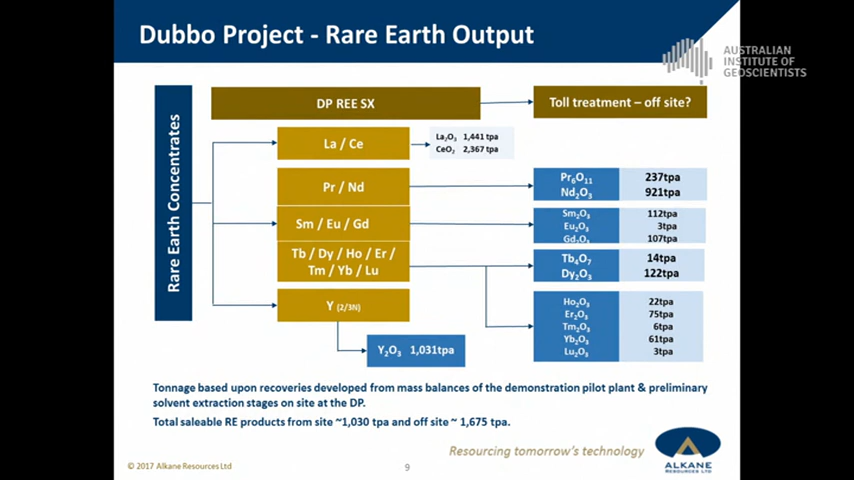 Dubbo Project - Rare Earth Output
AUSTRALIAN
INSTITUTE OF
GEOSCIENTISTS
Rare Earth Concentrates
DP REE SX
Toll treatment – off site?
La / Ce
La₂O₃ 1,441 tpa
CeO₂ 2,367 tpa
Pr / Nd
Pr₆O₁₁ 237tpa
Nd₂O₃ 921tpa
Sm / Eu / Gd
Sm₂O₃ 112tpa
Eu₂O₃ 3tpa
Gd₂O₃ 107tpa
Tb / Dy / Ho / Er /
Tm / Yb / Lu
Tb₄O₇ 14tpa
Dy₂O₃ 122tpa
Ho₂O₃ 22tpa
Er₂O₃ 75tpa
Tm₂O₃ 6tpa
Yb₂O₃ 61tpa
Lu₂O₃ 3tpa
Y (2/3N)
Y₂O₃ 1,031tpa
Tonnage based upon recoveries developed from mass balances of the demonstration pilot plant & preliminary
solvent extraction stages on site at the DP.
Total saleable RE products from site ~1,030 tpa and off site ~ 1,675 tpa.
Resourcing tomorrow's technology
ALKANE
RESOURCES LTD
© 2017 Alkane Resources Ltd
9